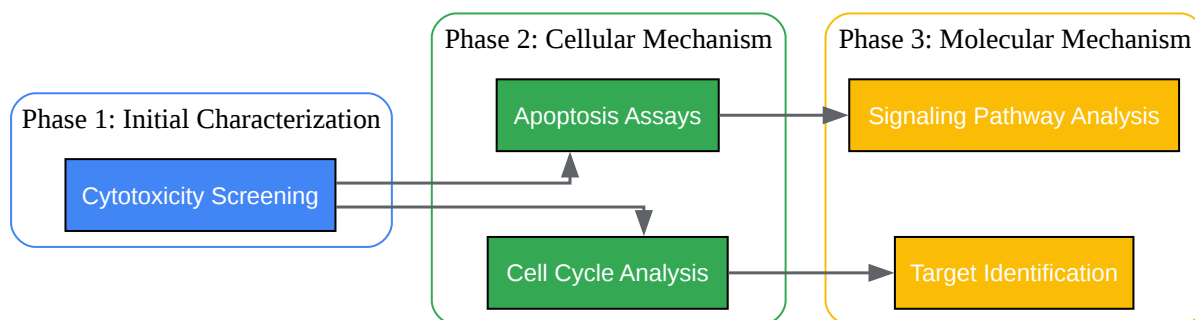 Phase 1: Initial Characterization
Cytotoxicity Screening
Phase 2: Cellular Mechanism
Apoptosis Assays
Cell Cycle Analysis
Phase 3: Molecular Mechanism
Signaling Pathway Analysis
Target Identification